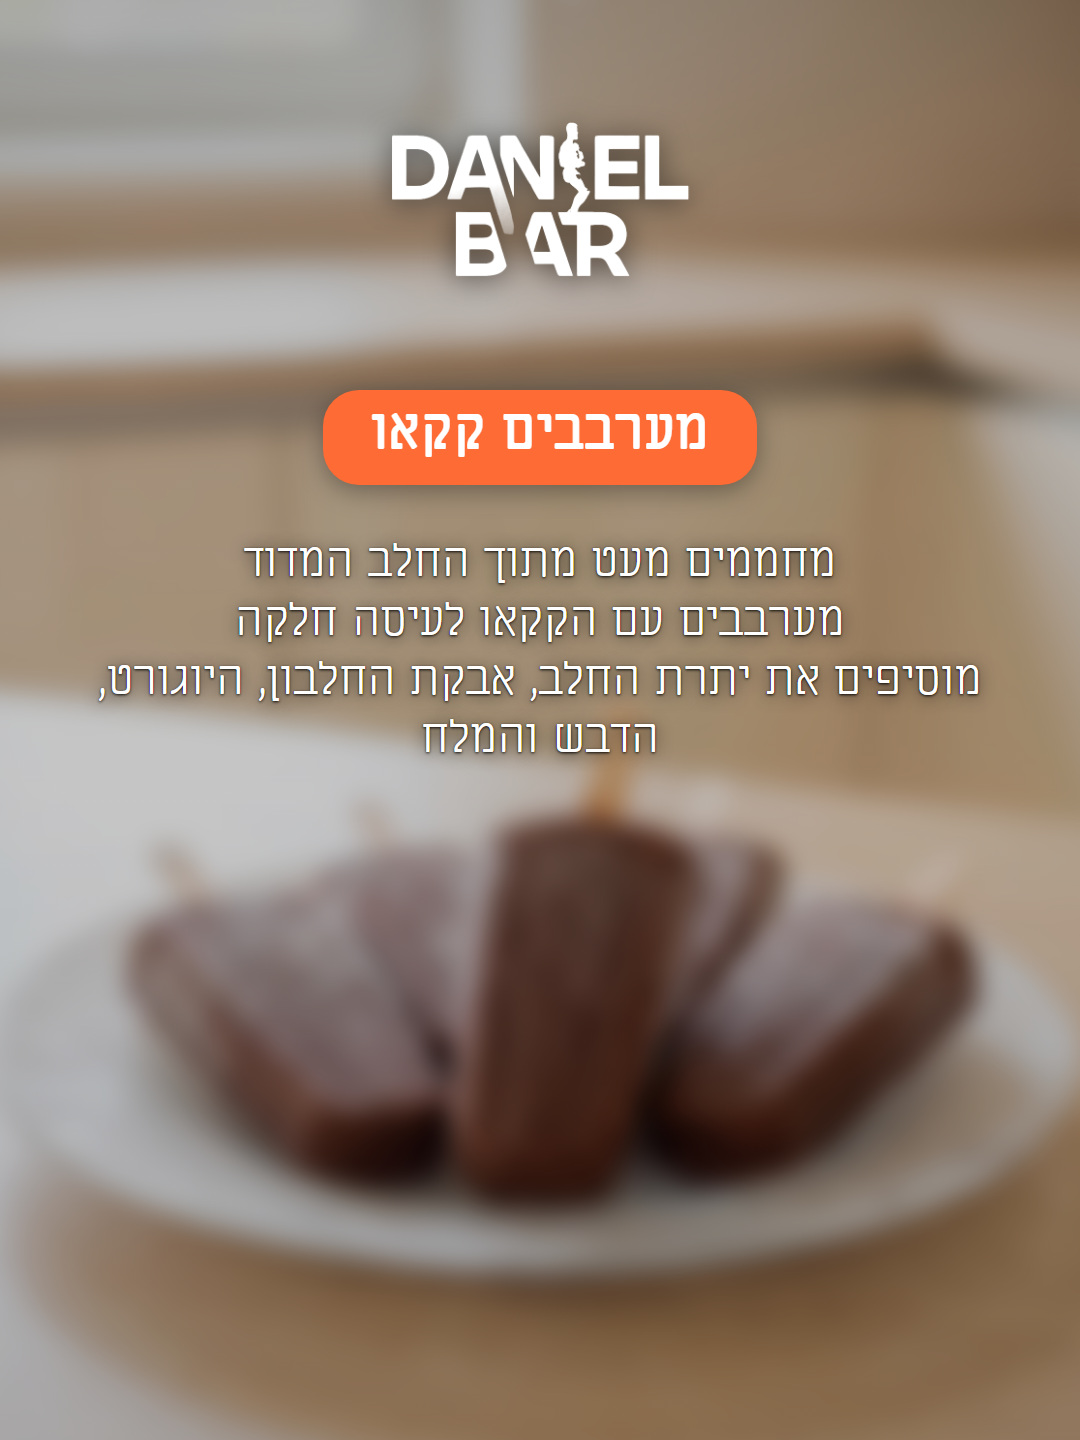 DANIEL
BAR
מערבבים קקאו
מחממים מעט מתוך החלב המדוד
מערבבים עם הקקאו לעיסה חלקה
מוסיפים את יתרת החלב, אבקת החלבון, היוגורט,
הדבש והמלח